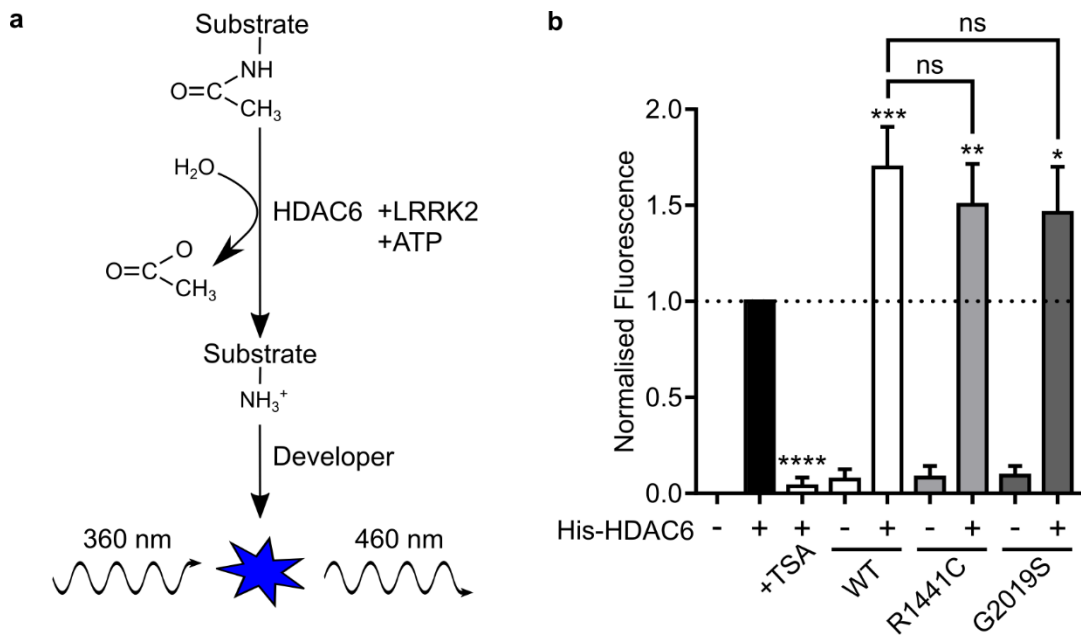 a
Substrate
NH
O=C
CH₃
H₂O
HDAC6 +LRRK2
+ATP
O
O=C
CH₃
Substrate
NH₃⁺
Developer
360 nm
460 nm
b
ns
ns
Normalised Fluorescence
2.0
1.5
1.0
0.5
0.0
****
***
**
*
His-HDAC6 - + + - + - + - +
+TSA
WT
R1441C
G2019S